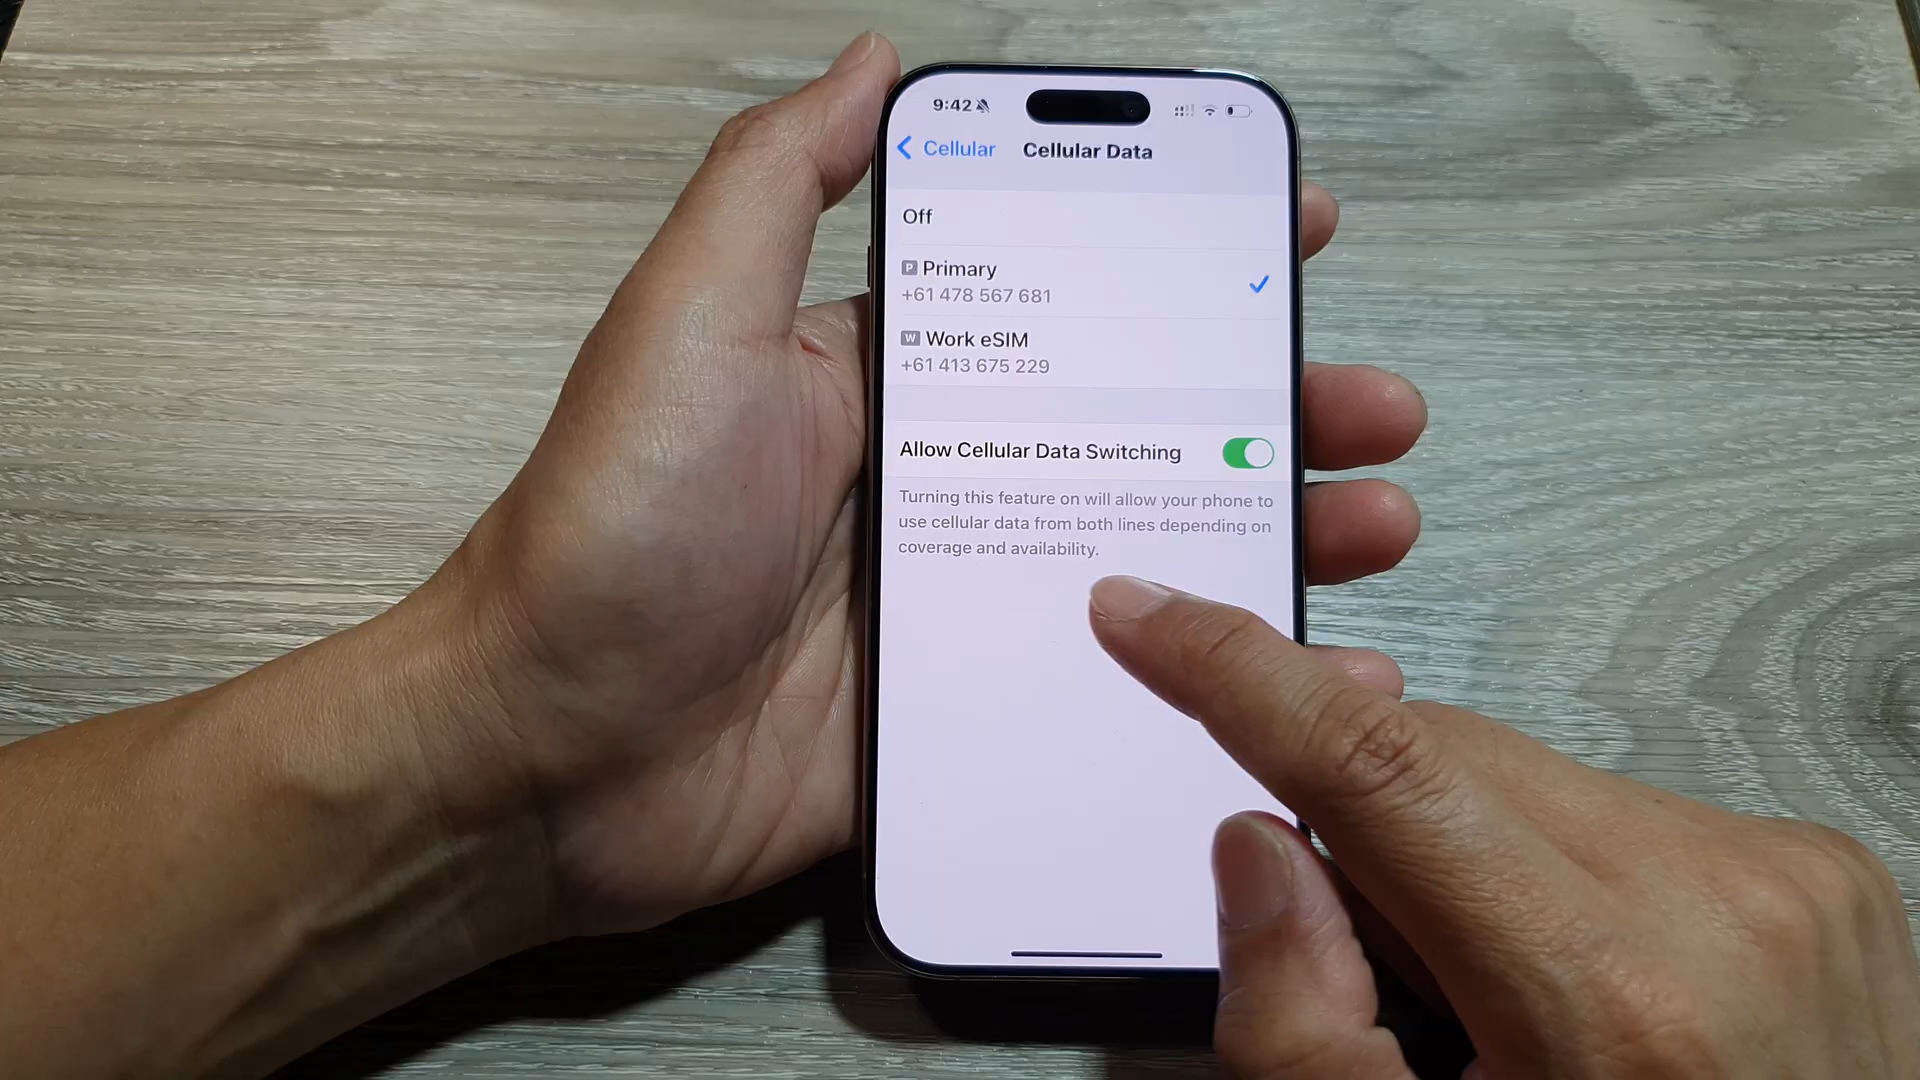 9:42
Cellular
Cellular Data
Off
P Primary
+61 478 567 681
W Work eSIM
+61 413 675 229
Allow Cellular Data Switching
Turning this feature on will allow your phone to
use cellular data from both lines depending on
coverage and availability.